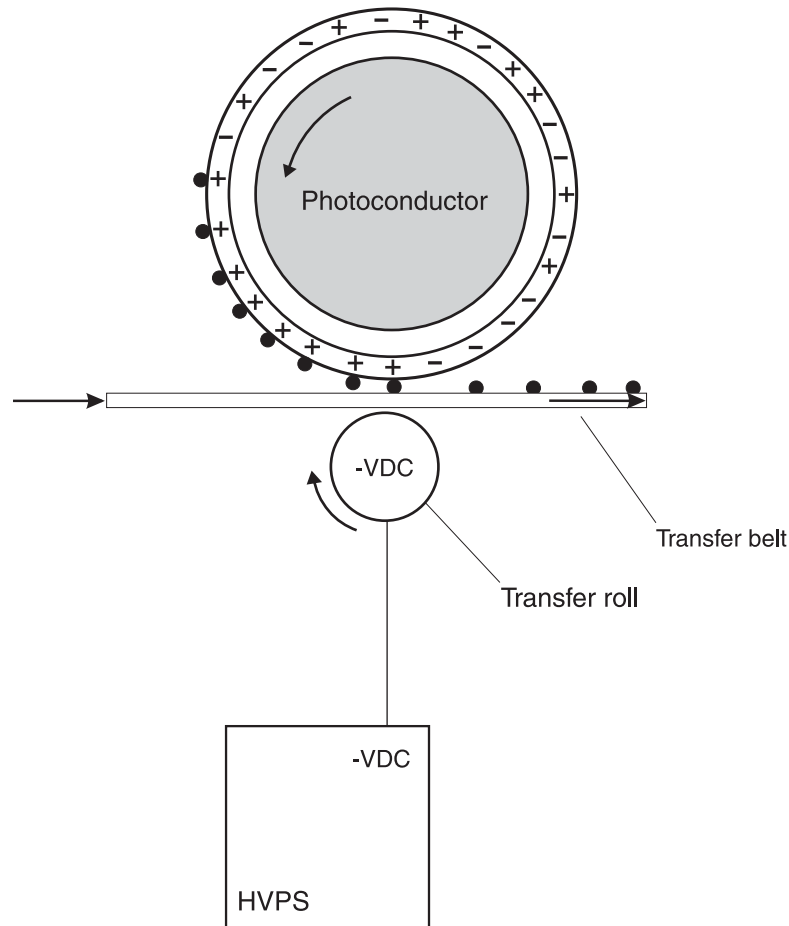 Photoconductor
-VDC
Transfer belt
Transfer roll
-VDC
HVPS